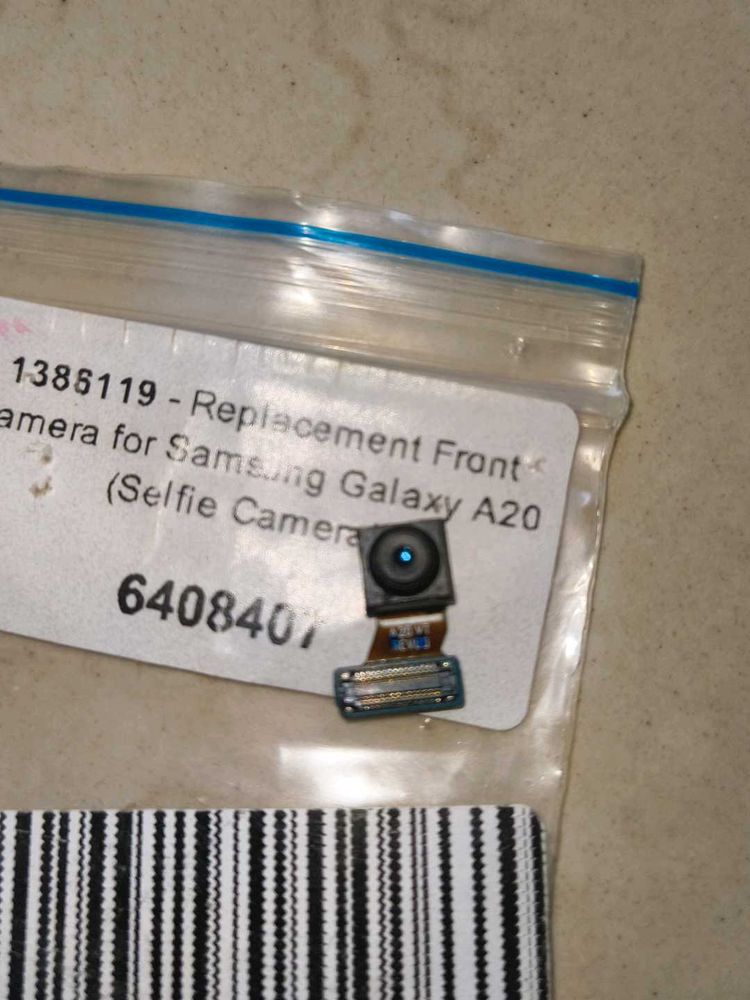 1386119 - Replacement Front
amera for Samsung Galaxy A20
(Selfie Camera
6408407